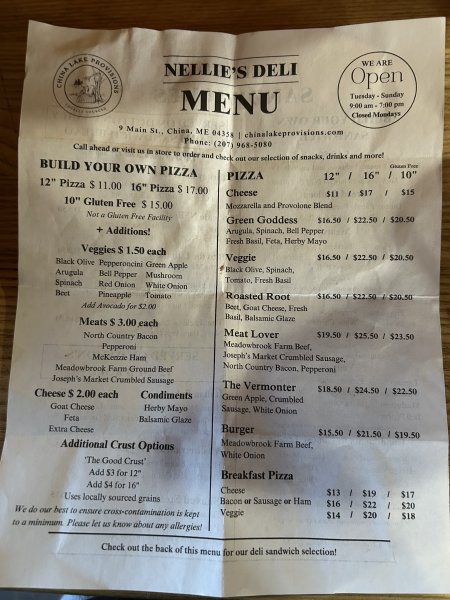 CHINA LAKE PROVISIONS
NELLIE'S DELI
MENU
WE ARE
Open
Tuesday - Sunday
9:00 am - 7:00 pm
Closed Mondays
9 Main St., China, ME 04358 | chinalakeprovisions.com
Phone: (207) 968-5080
Call ahead or visit us in store to order and check out our selection of snacks, drinks and more!
BUILD YOUR OWN PIZZA
12" Pizza $ 11.00 16" Pizza $ 17.00
10" Gluten Free $ 15.00
Not a Gluten Free Facility
+ Additions!
Veggies $ 1.50 each
Black Olive Pepperoncini Green Apple
Arugula Bell Pepper Mushroom
Spinach Red Onion White Onion
Beet Pineapple Tomato
Add Avocado for $2.00
Meats $ 3.00 each
North Country Bacon
Pepperoni
McKenzie Ham
Meadowbrook Farm Ground Beef
Joseph's Market Crumbled Sausage
Cheese $ 2.00 each Condiments
Goat Cheese Herby Mayo
Feta Balsamic Glaze
Extra Cheese
Additional Crust Options
'The Good Crust'
Add $3 for 12"
Add $4 for 16"
Uses locally sourced grains
We do our best to ensure cross-contamination is kept
to a minimum. Please let us know about any allergies!
Gluten Free
PIZZA 12" / 16" / 10"
Cheese $11 / $17 / $15
Mozzarella and Provolone Blend
Green Goddess $16.50 / $22.50 / $20.50
Arugula, Spinach, Bell Pepper
Fresh Basil, Feta, Herby Mayo
Veggie $16.50 / $22.50 / $20.50
Black Olive, Spinach,
Tomato, Fresh Basil
Roasted Root $16.50 / $22.50 / $20.50
Beet, Goat Cheese, Fresh
Basil, Balsamic Glaze
Meat Lover $19.50 / $25.50 / $23.50
Meadowbrook Farm Beef,
Joseph's Market Crumbled Sausage,
North Country Bacon, Pepperoni
The Vermonter $18.50 / $24.50 / $22.50
Green Apple, Crumbled
Sausage, White Onion
Burger $15.50 / $21.50 / $19.50
Meadowbrook Farm Beef,
White Onion
Breakfast Pizza
Cheese $13 / $19 / $17
Bacon or Sausage or Ham $16 / $22 / $20
Veggie $14 / $20 / $18
Check out the back of this menu for our deli sandwich selection!